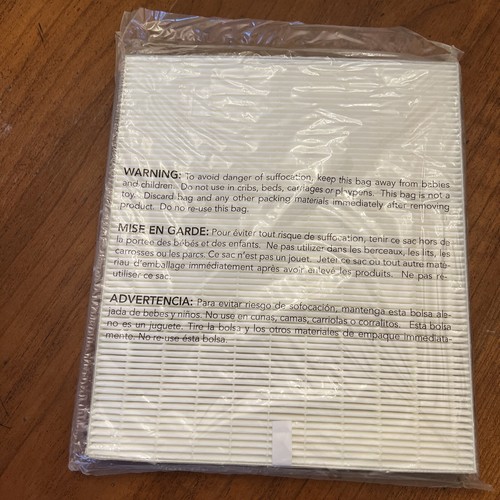 WARNING: To avoid danger of suffocation, keep this bag away from babies
and children. Do not use in cribs, beds, carriages or playpens. This bag is not a
toy. Discard bag and any other packing materials immediately after removing
product. Do no re-use this bag.
MISE EN GARDE: Pour éviter tout risque de suffocation, tenir ce sac hors de
la portée des bébés et des enfants. Ne pas utilizer dans les berceaux, les lits, les
carrosses ou les parcs. Ce sac n'est pas un jouet. Jeter ce sac ou tout autre maté-
riau d'emballage immédiatement après avoir enlevé les produits. Ne pas ré-
utiliser ce sac.
ADVERTENCIA: Para evitar riesgo de sofocación, mantenga esta bolsa ale-
jada de bebes y niños. No use en cunas, camas, carriolas o corralitos. Esta bolsa
no es un juguete. Tire la bolsa y los otros materiales de empaque immediata-
mente. No re-use ésta bolsa.